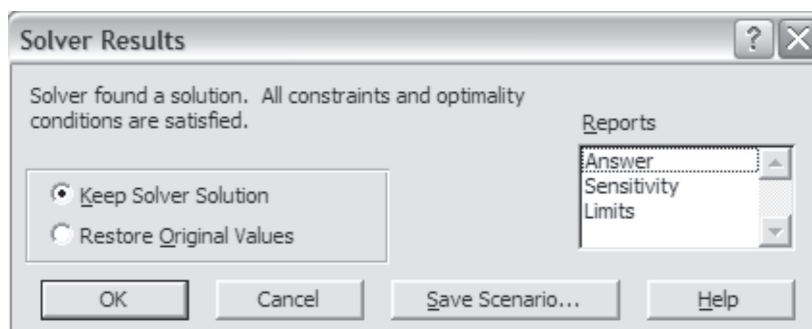 Solver Results
Solver found a solution. All constraints and optimality
conditions are satisfied.
Reports
Answer
Sensitivity
Limits
Keep Solver Solution
Restore Original Values
OK
Cancel
Save Scenario...
Help